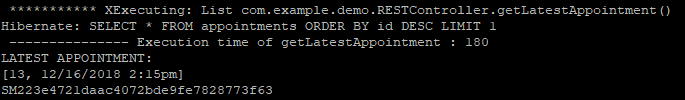 *********** XExecuting: List com.example.demo.RESTController.getLatestAppointment()
Hibernate: SELECT * FROM appointments ORDER BY id DESC LIMIT 1
--------------- Execution time of getLatestAppointment : 180
LATEST APPOINTMENT:
[13, 12/16/2018 2:15pm]
SM223e4721daac4072bde9fe7828773f63